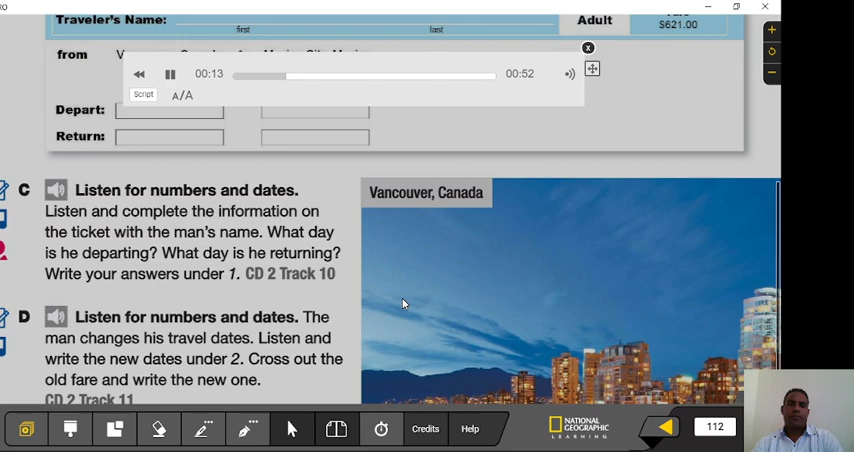 Traveler's Name:
first
last
Adult
$621.00
from
00:13
00:52
x
Script
A/A
Depart:
Return:
C Listen for numbers and dates.
Listen and complete the information on
the ticket with the man's name. What day
is he departing? What day is he returning?
Write your answers under 1. CD 2 Track 10
D Listen for numbers and dates. The
man changes his travel dates. Listen and
write the new dates under 2. Cross out the
old fare and write the new one.
CD 2 Track 11
Vancouver, Canada
Credits
Help
NATIONAL
GEOGRAPHIC
LEARNING
112